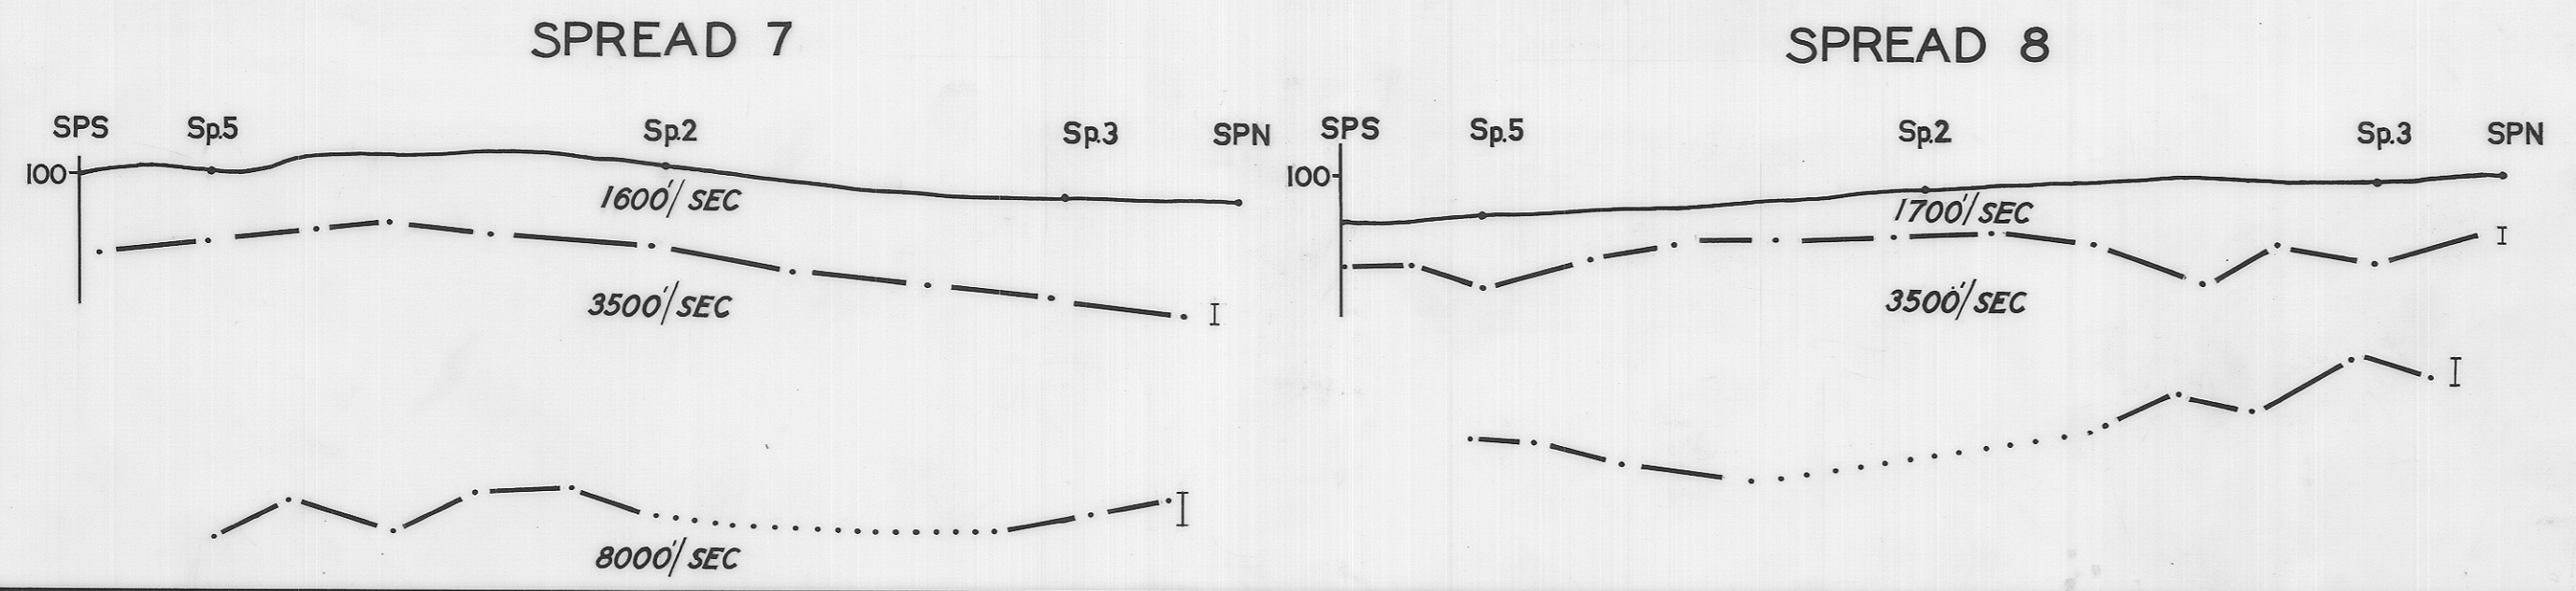 SPREAD 7
SPS Sp.5 Sp.2 Sp.3 SPN
100
1600'/SEC
3500'/SEC
8000'/SEC
SPREAD 8
SPS Sp.5 Sp.2 Sp.3 SPN
100
1700'/SEC
3500'/SEC